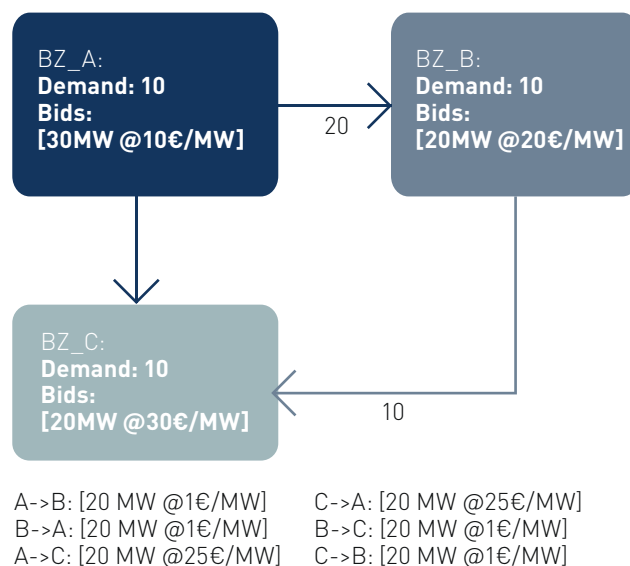 BZ_A:
Demand: 10
Bids:
[30MW @10€/MW]
20
BZ_B:
Demand: 10
Bids:
[20MW @20€/MW]
BZ_C:
Demand: 10
Bids:
[20MW @30€/MW]
10
A->B: [20 MW @1€/MW]
B->A: [20 MW @1€/MW]
A->C: [20 MW @25€/MW]
C->A: [20 MW @25€/MW]
B->C: [20 MW @1€/MW]
C->B: [20 MW @1€/MW]